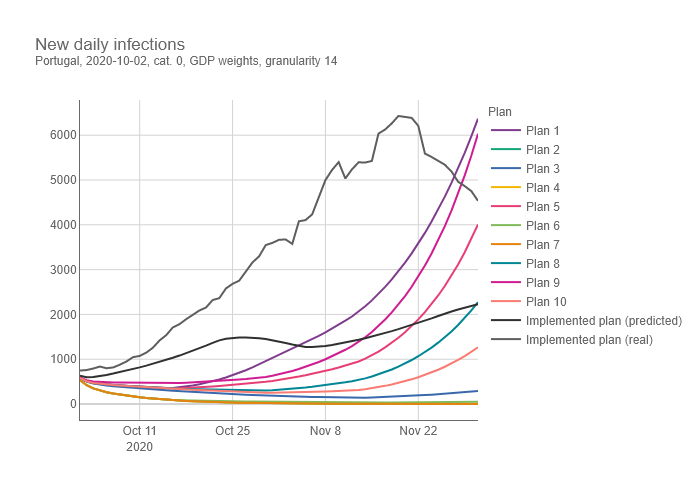 New daily infections
Portugal, 2020-10-02, cat. 0, GDP weights, granularity 14
Plan
Plan 1
Plan 2
Plan 3
Plan 4
Plan 5
Plan 6
Plan 7
Plan 8
Plan 9
Plan 10
Implemented plan (predicted)
Implemented plan (real)
6000
5000
4000
3000
2000
1000
0
Oct 11
2020
Oct 25
Nov 8
Nov 22